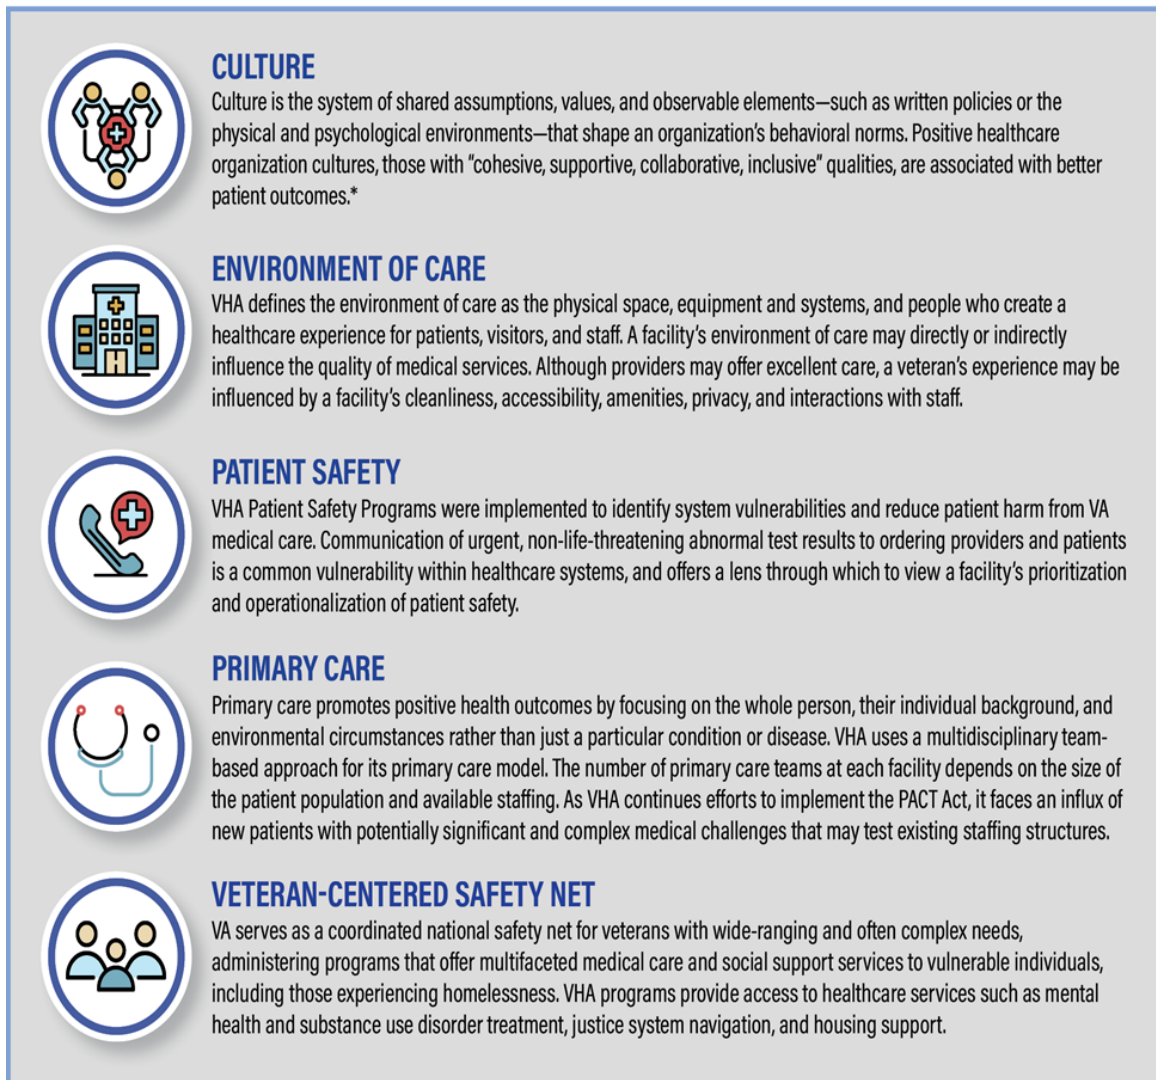 CULTURE
Culture is the system of shared assumptions, values, and observable elements—such as written policies or the
physical and psychological environments—that shape an organization's behavioral norms. Positive healthcare
organization cultures, those with "cohesive, supportive, collaborative, inclusive" qualities, are associated with better
patient outcomes.*
ENVIRONMENT OF CARE
VHA defines the environment of care as the physical space, equipment and systems, and people who create a
healthcare experience for patients, visitors, and staff. A facility's environment of care may directly or indirectly
influence the quality of medical services. Although providers may offer excellent care, a veteran's experience may be
influenced by a facility's cleanliness, accessibility, amenities, privacy, and interactions with staff.
PATIENT SAFETY
VHA Patient Safety Programs were implemented to identify system vulnerabilities and reduce patient harm from VA
medical care. Communication of urgent, non-life-threatening abnormal test results to ordering providers and patients
is a common vulnerability within healthcare systems, and offers a lens through which to view a facility's prioritization
and operationalization of patient safety.
PRIMARY CARE
Primary care promotes positive health outcomes by focusing on the whole person, their individual background, and
environmental circumstances rather than just a particular condition or disease. VHA uses a multidisciplinary team-
based approach for its primary care model. The number of primary care teams at each facility depends on the size of
the patient population and available staffing. As VHA continues efforts to implement the PACT Act, it faces an influx of
new patients with potentially significant and complex medical challenges that may test existing staffing structures.
VETERAN-CENTERED SAFETY NET
VA serves as a coordinated national safety net for veterans with wide-ranging and often complex needs,
administering programs that offer multifaceted medical care and social support services to vulnerable individuals,
including those experiencing homelessness. VHA programs provide access to healthcare services such as mental
health and substance use disorder treatment, justice system navigation, and housing support.